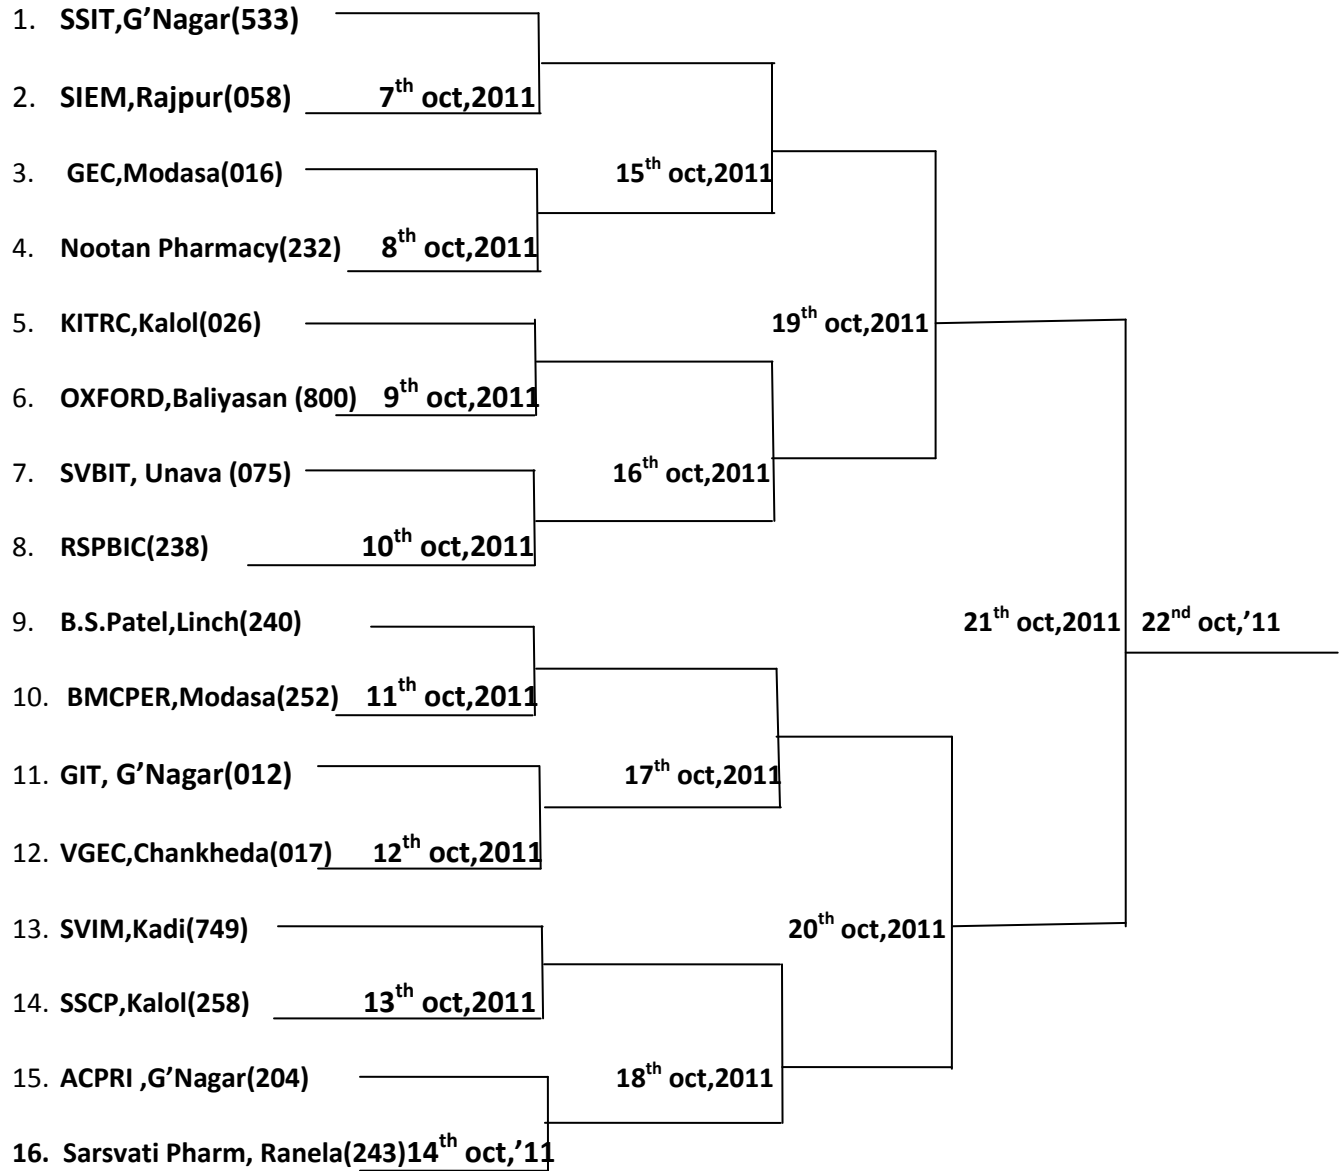 1. SSIT,G’Nagar(533)
2. SIEM,Rajpur(058) 7th oct,2011
3. GEC,Modasa(016) 15th oct,2011
4. Nootan Pharmacy(232) 8th oct,2011
5. KITRC,Kalol(026) 19th oct,2011
6. OXFORD,Baliyasan (800) 9th oct,2011
7. SVBIT, Unava (075) 16th oct,2011
8. RSPBIC(238) 10th oct,2011
9. B.S.Patel,Linch(240) 21th oct,2011 22nd oct,’11
10. BMCPER,Modasa(252) 11th oct,2011
11. GIT, G’Nagar(012) 17th oct,2011
12. VGEC,Chankheda(017) 12th oct,2011
13. SVIM,Kadi(749) 20th oct,2011
14. SSCP,Kalol(258) 13th oct,2011
15. ACPRI ,G’Nagar(204) 18th oct,2011
16. Sarsvati Pharm, Ranela(243)14th oct,’11